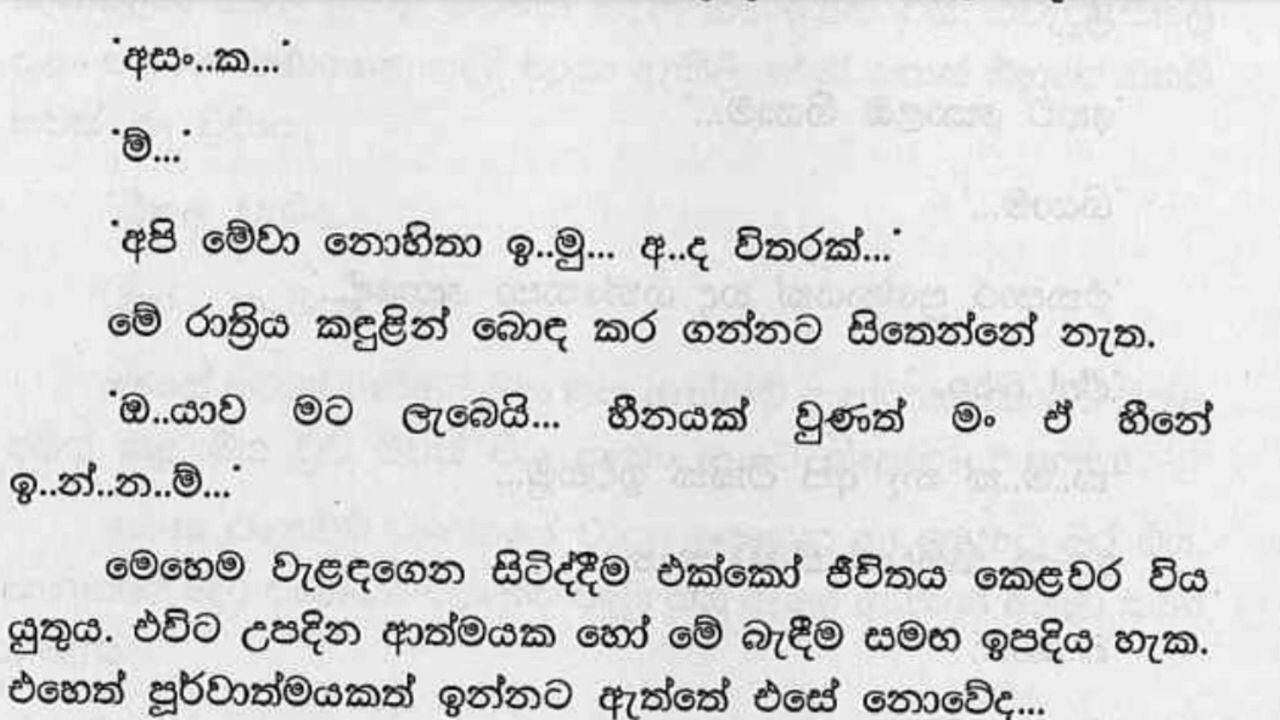 'අසං..ක...'
'ම්...'
'අපි මේවා නොහිතා ඉ..මු... අ..ද විතරක්...'
මේ රාත්‍රිය කඳුළින් බොඳ කර ගන්නට සිතෙන්නේ නැත.
'ඔ..යාව මට ලැබෙයි... හීනයක් වුණත් මං ඒ හීනේ
ඉ..න්..න..ම්...'
මෙහෙම වැළඳගෙන සිටිද්දීම එක්කෝ ජීවිතය කෙළවර විය
යුතුය. එවිට උපදින ආත්මයක හෝ මේ බැඳීම සමඟ ඉපදිය හැක.
එහෙත් පූර්වාත්මයකත් ඉන්නට ඇත්තේ එසේ නොවේද...